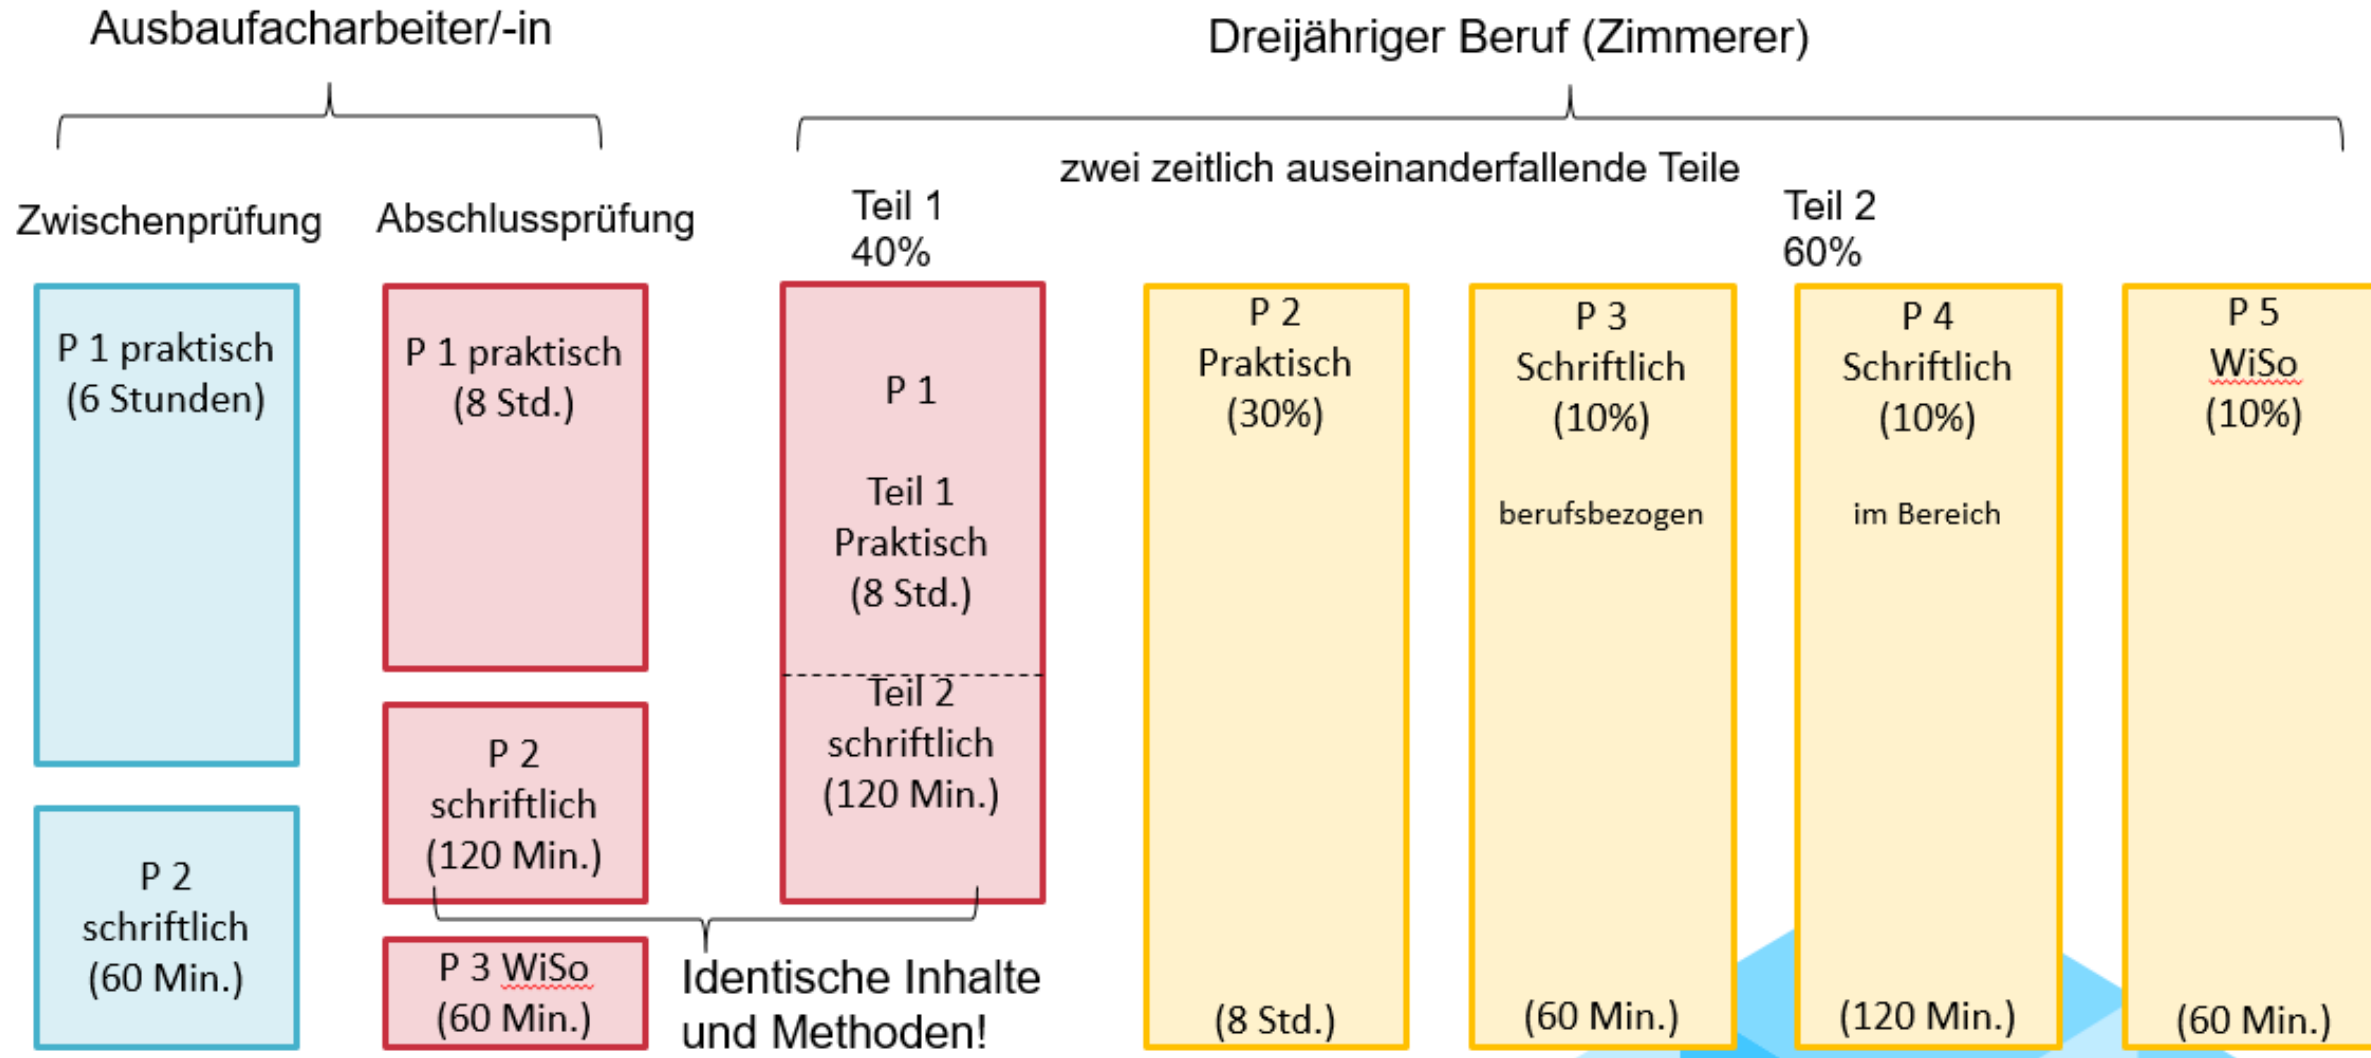 Ausbaufacharbeiter/-in
Dreijähriger Beruf (Zimmerer)
zwei zeitlich auseinanderfallende Teile
Zwischenprüfung
Abschlussprüfung
Teil 1
40%
Teil 2
60%
P 1 praktisch
(6 Stunden)
P 2
schriftlich
(60 Min.)
P 1 praktisch
(8 Std.)
P 2
schriftlich
(120 Min.)
P 3 WiSo
(60 Min.)
P 1
Teil 1
Praktisch
(8 Std.)
Teil 2
schriftlich
(120 Min.)
Identische Inhalte
und Methoden!
P 2
Praktisch
(30%)
(8 Std.)
P 3
Schriftlich
(10%)
berufsbezogen
(60 Min.)
P 4
Schriftlich
(10%)
im Bereich
(120 Min.)
P 5
WiSo
(10%)
(60 Min.)